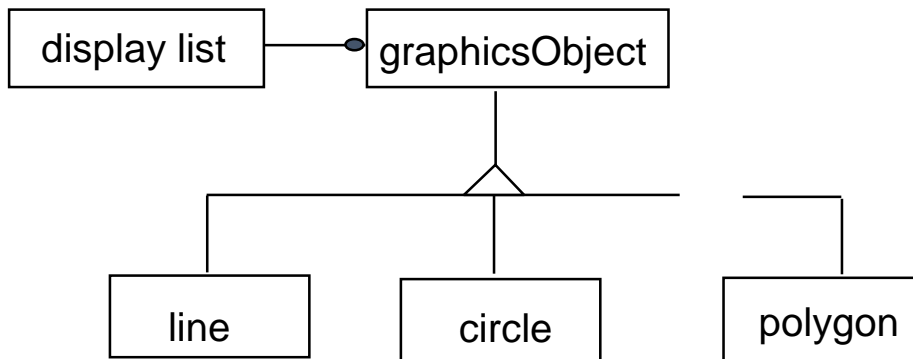 display list
graphicsObject
line
circle
polygon